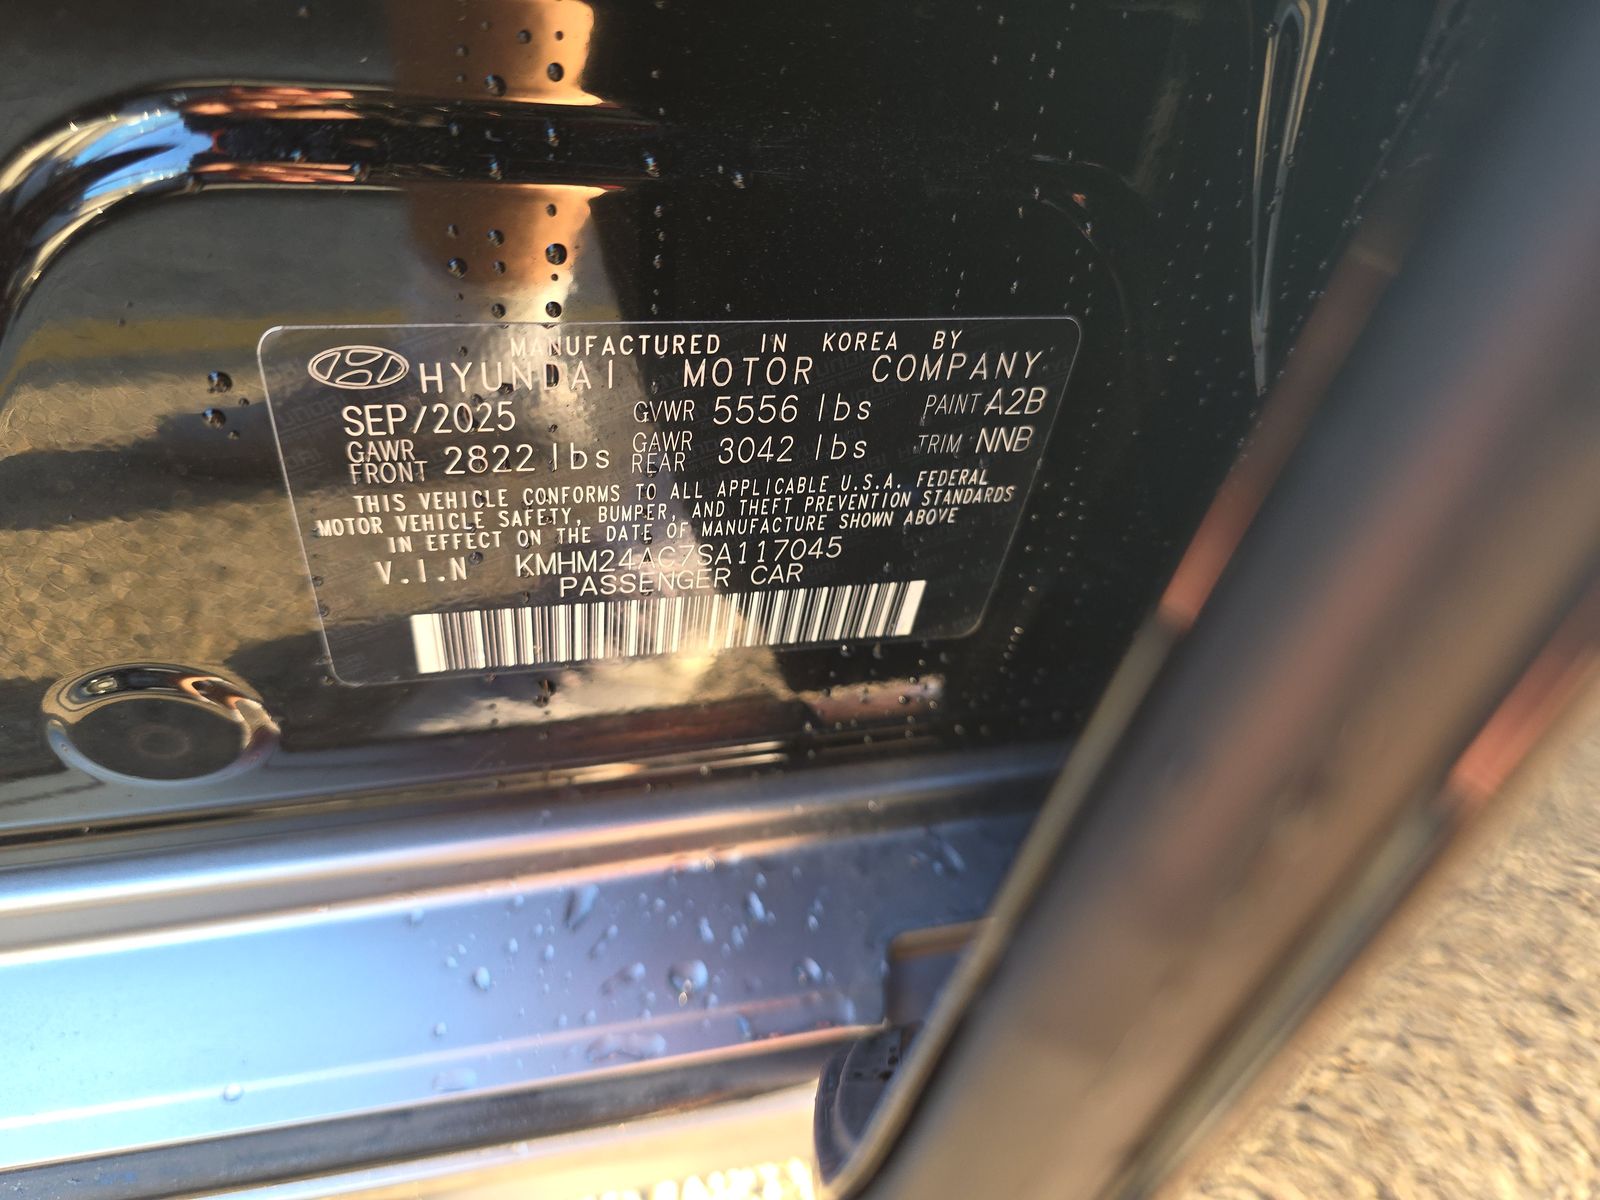 MANUFACTURED IN KOREA BY
HYUNDAI MOTOR COMPANY
SEP/2025 GVWR 5556 lbs PAINT A2B
GAWR FRONT 2822 lbs GAWR REAR 3042 lbs TRIM NNB
THIS VEHICLE CONFORMS TO ALL APPLICABLE U.S.A. FEDERAL
MOTOR VEHICLE SAFETY, BUMPER, AND THEFT PREVENTION STANDARDS
IN EFFECT ON THE DATE OF MANUFACTURE SHOWN ABOVE
V.I.N KMHM24AC7SA117045
PASSENGER CAR